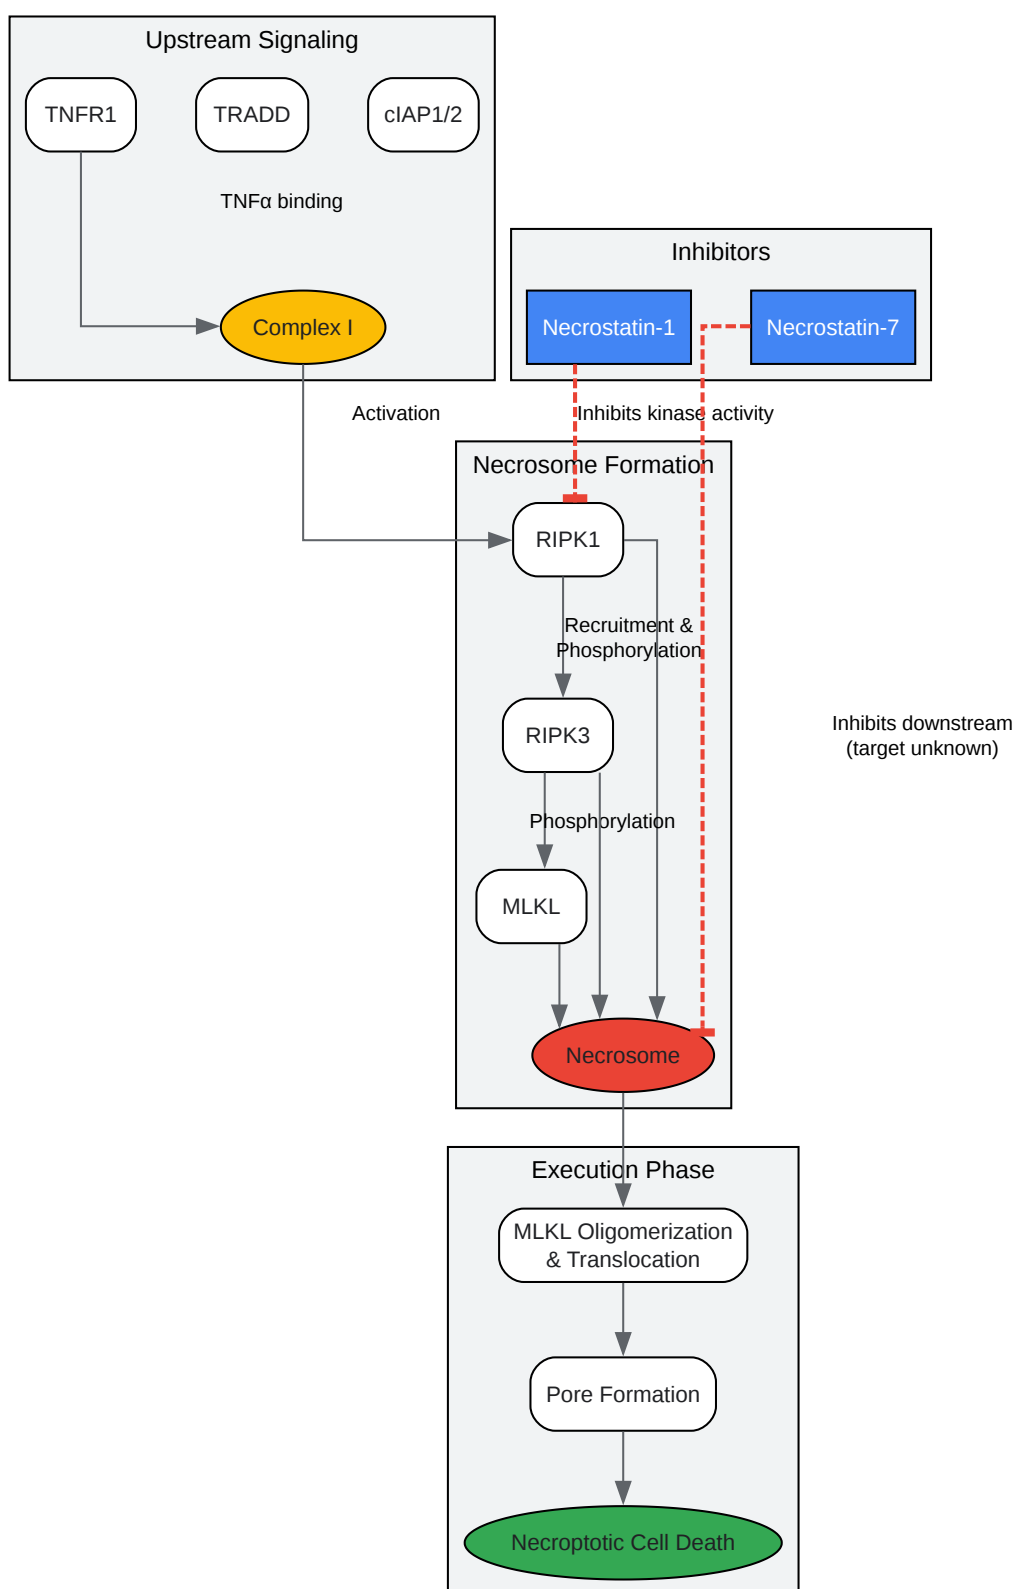 Upstream Signaling
TNFR1
TRADD
cIAP1/2
TNFα binding
Complex I
Inhibitors
Necrostatin-1
Necrostatin-7
Activation
Inhibits kinase activity
Necrosome Formation
RIPK1
Recruitment &
Phosphorylation
RIPK3
Inhibits downstream
(target unknown)
Phosphorylation
MLKL
Necrosome
Execution Phase
MLKL Oligomerization
& Translocation
Pore Formation
Necroptotic Cell Death